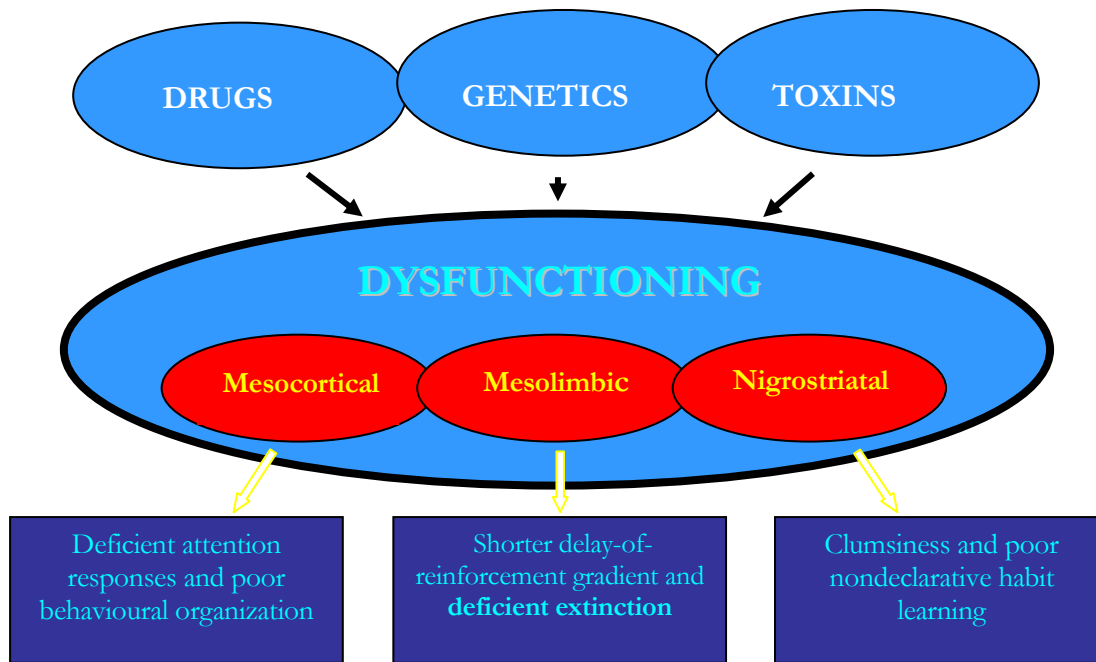 DRUGS
GENETICS
TOXINS
DYSFUNCTIONING
Mesocortical
Mesolimbic
Nigrostriatal
Deficient attention
responses and poor
behavioural organization
Shorter delay-of-
reinforcement gradient and
deficient extinction
Clumsiness and poor
nondeclarative habit
learning